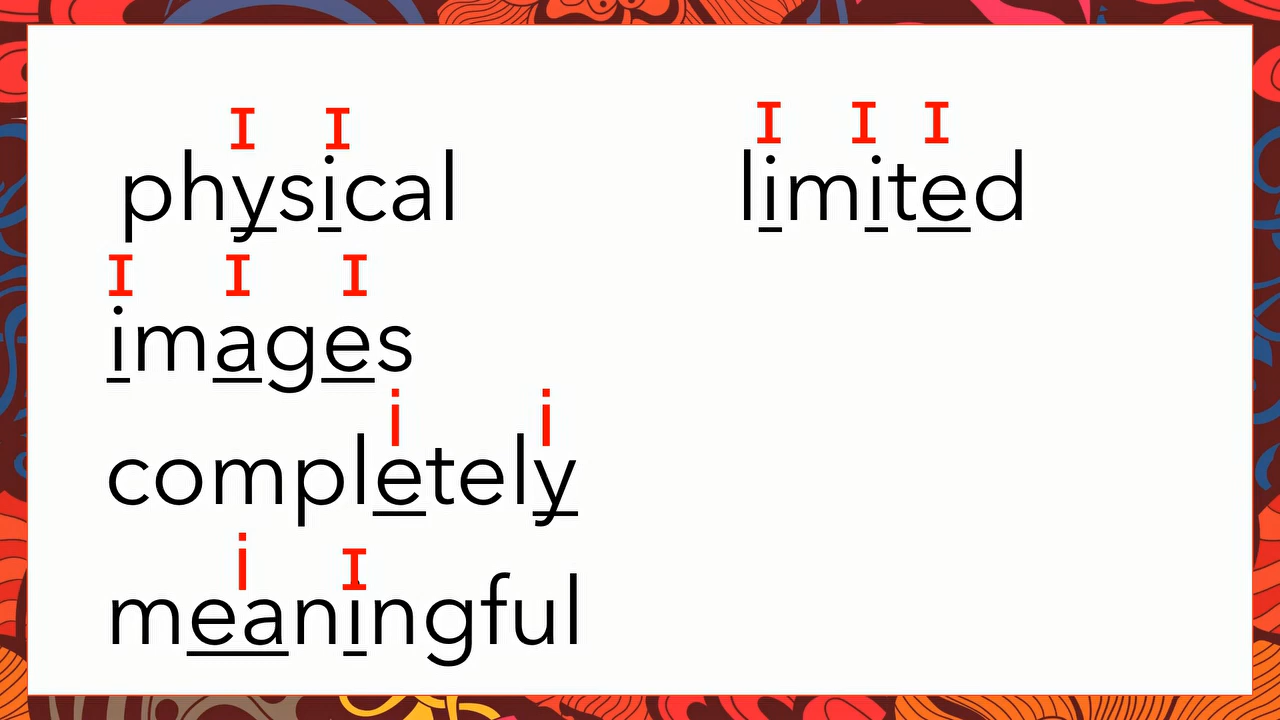 I I
physical
I I I
limited
I I I
images
i i
completely
i I
meaningful